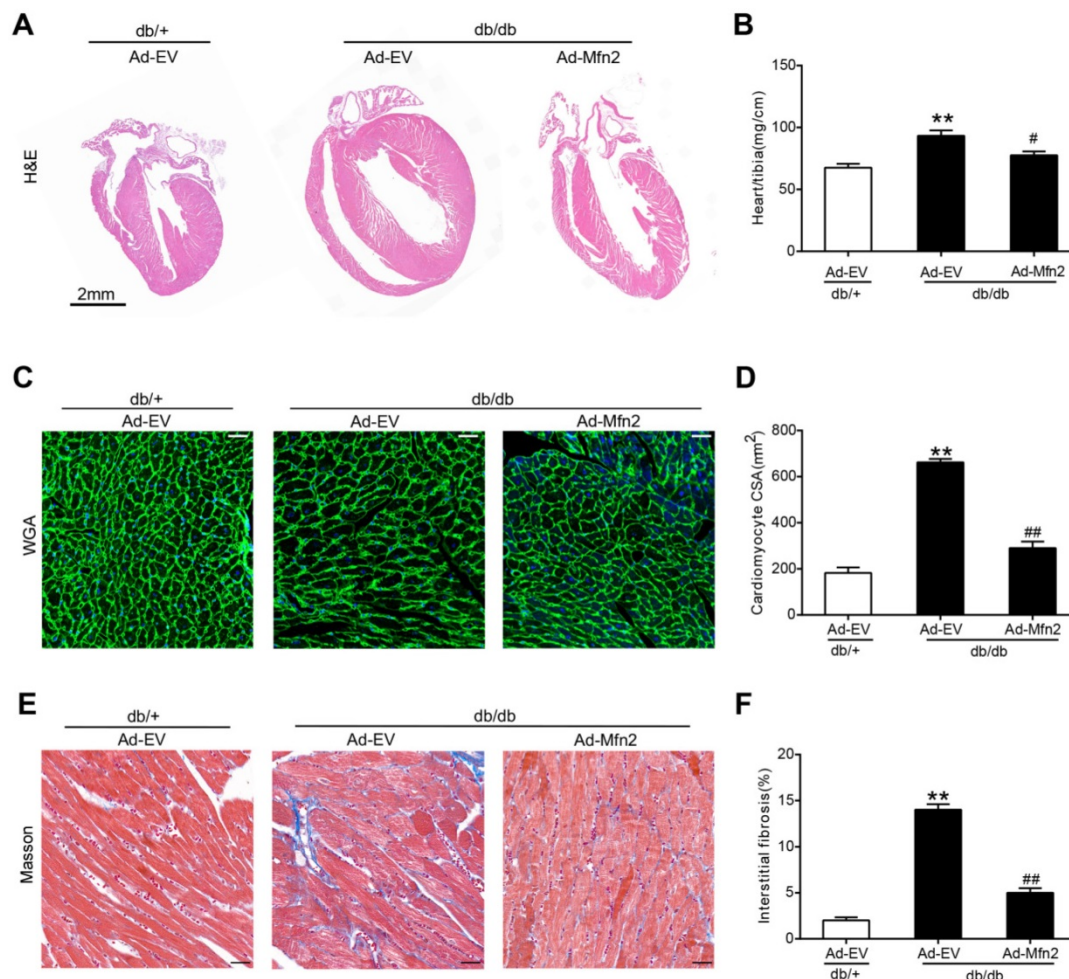 A
db/+
db/db
Ad-EV
Ad-EV
Ad-Mfn2
H&E
2mm
B
Heart/tibia(mg/cm)
150
100
50
0
**
#
Ad-EV
Ad-EV
Ad-Mfn2
db/+
db/db
C
db/+
db/db
Ad-EV
Ad-EV
Ad-Mfn2
WGA
D
Cardiomyocyte CSA(nm²)
800
600
400
200
0
**
##
Ad-EV
Ad-EV
Ad-Mfn2
db/+
db/db
E
db/+
db/db
Ad-EV
Ad-EV
Ad-Mfn2
Masson
F
Interstitial fibrosis(%)
20
15
10
5
0
**
##
Ad-EV
Ad-EV
Ad-Mfn2
db/+
db/db